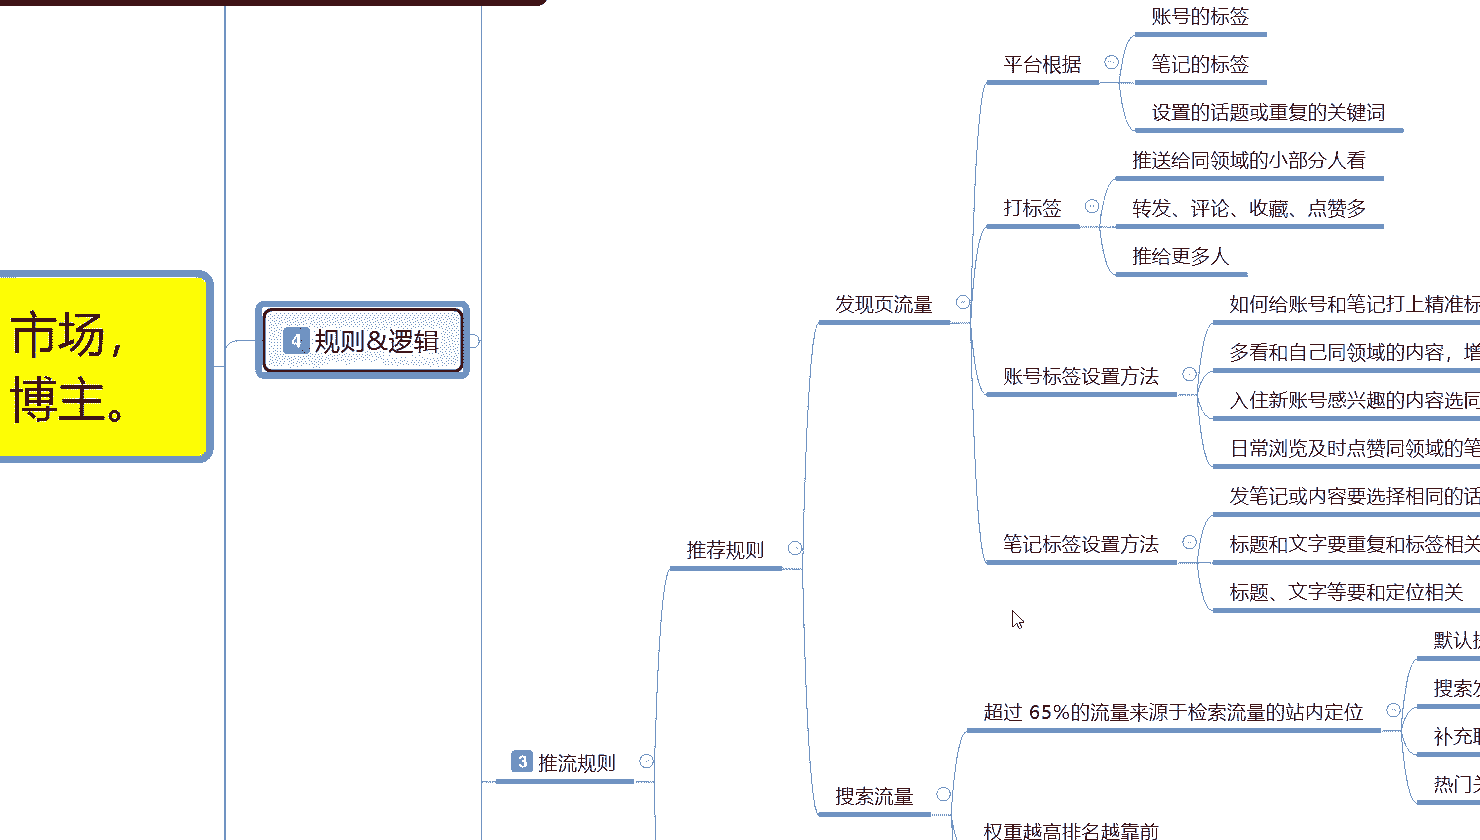 市场，
博主。
4 规则&逻辑
3 推流规则
推荐规则
发现页流量
平台根据
账号的标签
笔记的标签
设置的话题或重复的关键词
打标签
推送给同领域的小部分人看
转发、评论、收藏、点赞多
推给更多人
账号标签设置方法
如何给账号和笔记打上精准标
多看和自己同领域的内容，增
入住新账号感兴趣的内容选同
日常浏览及时点赞同领域的笔
笔记标签设置方法
发笔记或内容要选择相同的话
标题和文字要重复和标签相关
标题、文字等要和定位相关
搜索流量
超过 65%的流量来源于检索流量的站内定位
默认
搜索
补充
热门
权重越高排名越靠前